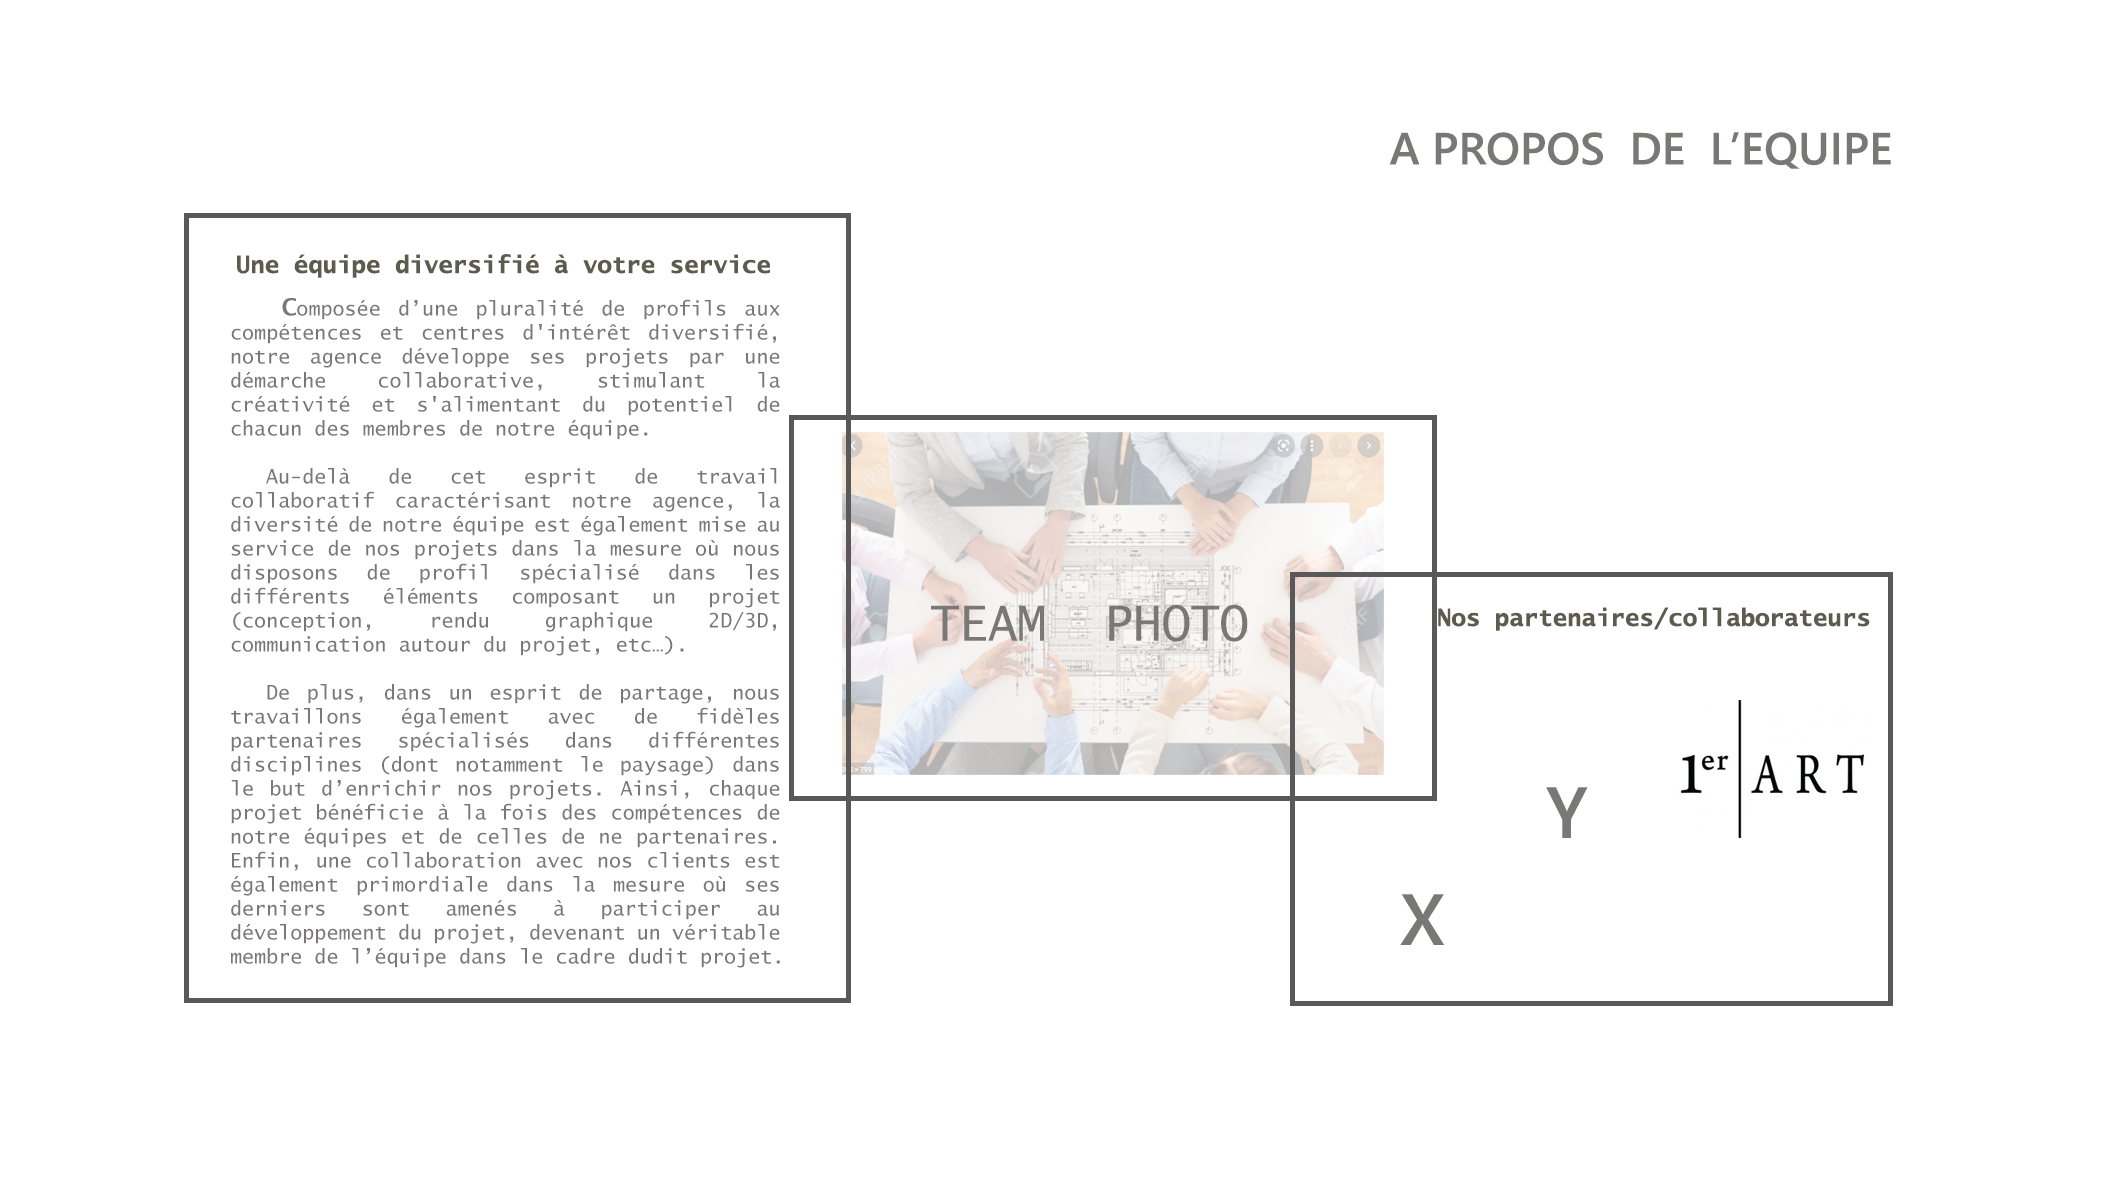 A PROPOS DE L’EQUIPE
Une équipe diversifié à votre service
Composée d’une pluralité de profils aux
compétences et centres d'intérêt diversifié,
notre agence développe ses projets par une
démarche collaborative, stimulant la
créativité et s'alimentant du potentiel de
chacun des membres de notre équipe.
Au-delà de cet esprit de travail
collaboratif caractérisant notre agence, la
diversité de notre équipe est également mise au
service de nos projets dans la mesure où nous
disposons de profil spécialisé dans les
différents éléments composant un projet
(conception, rendu graphique 2D/3D,
communication autour du projet, etc…).
De plus, dans un esprit de partage, nous
travaillons également avec de fidèles
partenaires spécialisés dans différentes
disciplines (dont notamment le paysage) dans
le but d’enrichir nos projets. Ainsi, chaque
projet bénéficie à la fois des compétences de
notre équipes et de celles de ne partenaires.
Enfin, une collaboration avec nos clients est
également primordiale dans la mesure où ses
derniers sont amenés à participer au
développement du projet, devenant un véritable
membre de l’équipe dans le cadre dudit projet.
TEAM PHOTO
Nos partenaires/collaborateurs
1er ART
Y
X